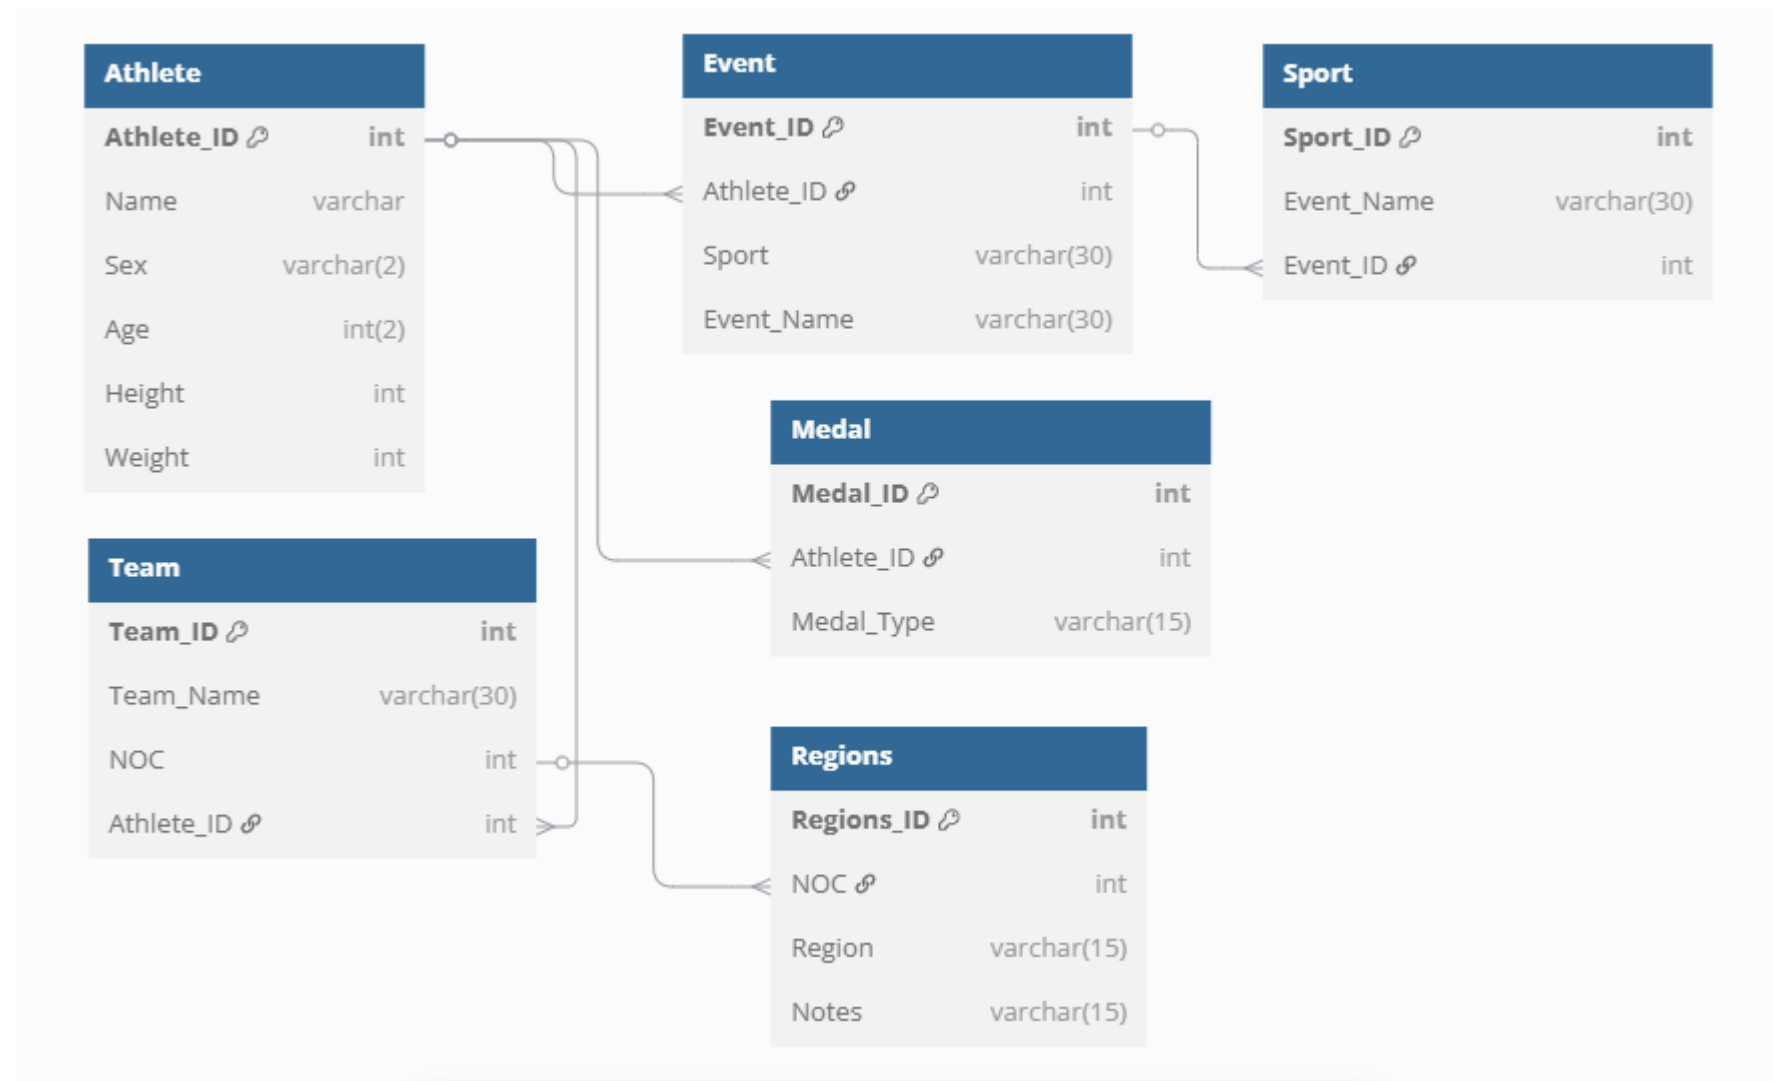 Athlete
Athlete_ID int
Name varchar
Sex varchar(2)
Age int(2)
Height int
Weight int
Event
Event_ID int
Athlete_ID int
Sport varchar(30)
Event_Name varchar(30)
Sport
Sport_ID int
Event_Name varchar(30)
Event_ID int
Medal
Medal_ID int
Athlete_ID int
Medal_Type varchar(15)
Team
Team_ID int
Team_Name varchar(30)
NOC int
Athlete_ID int
Regions
Regions_ID int
NOC int
Region varchar(15)
Notes varchar(15)